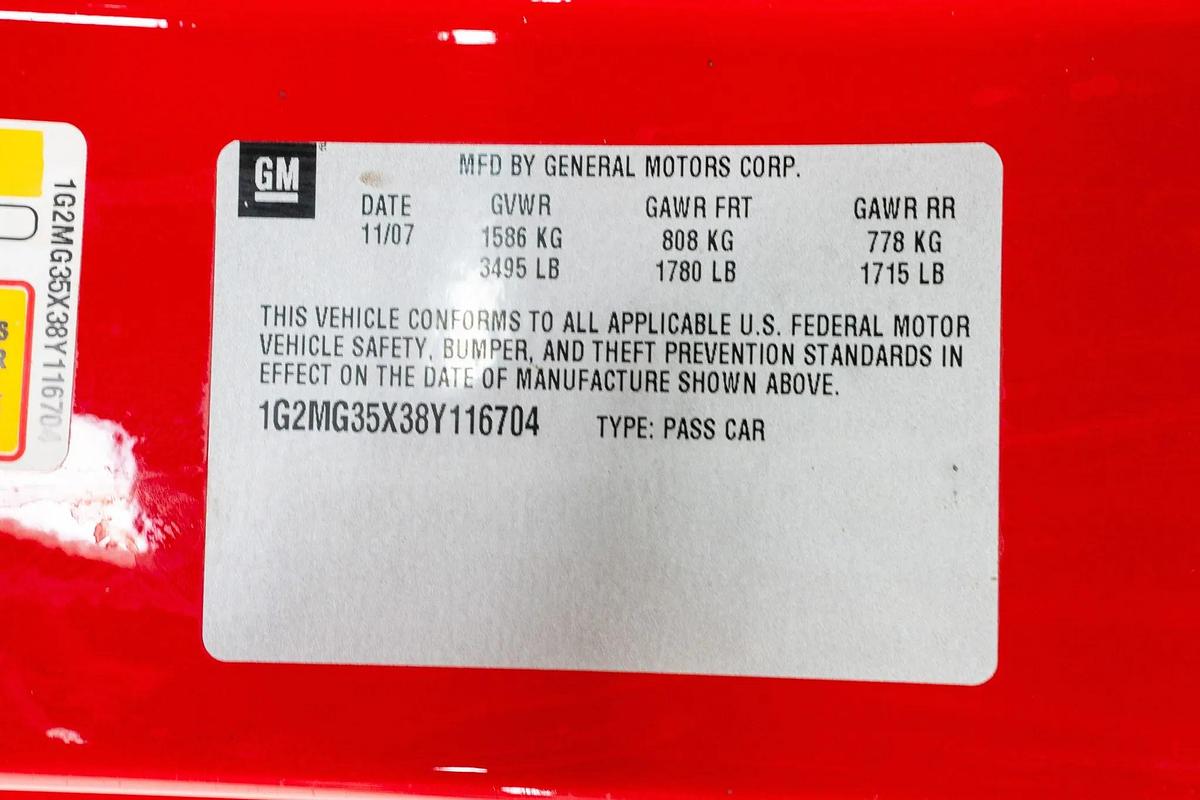 GM
MFD BY GENERAL MOTORS CORP.
DATE GVWR GAWR FRT GAWR RR
11/07 1586 KG 808 KG 778 KG
3495 LB 1780 LB 1715 LB
THIS VEHICLE CONFORMS TO ALL APPLICABLE U.S. FEDERAL MOTOR
VEHICLE SAFETY, BUMPER, AND THEFT PREVENTION STANDARDS IN
EFFECT ON THE DATE OF MANUFACTURE SHOWN ABOVE.
1G2MG35X38Y116704 TYPE: PASS CAR
1G2MG35X38Y116704